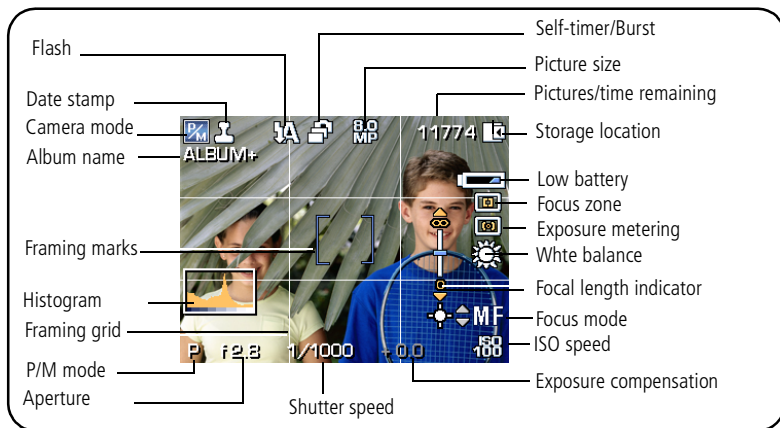 Self-timer/Burst
Flash
Picture size
Date stamp
Pictures/time remaining
Camera mode
P/M
A
8.0
MP
11774
Storage location
Album name
ALBUM+
Low battery
Focus zone
Exposure metering
Framing marks
Whte balance
Focal length indicator
Histogram
MF
Focus mode
Framing grid
ISO
100
ISO speed
P
f 2.8
1/1000
+ 0.0
P/M mode
Exposure compensation
Aperture
Shutter speed